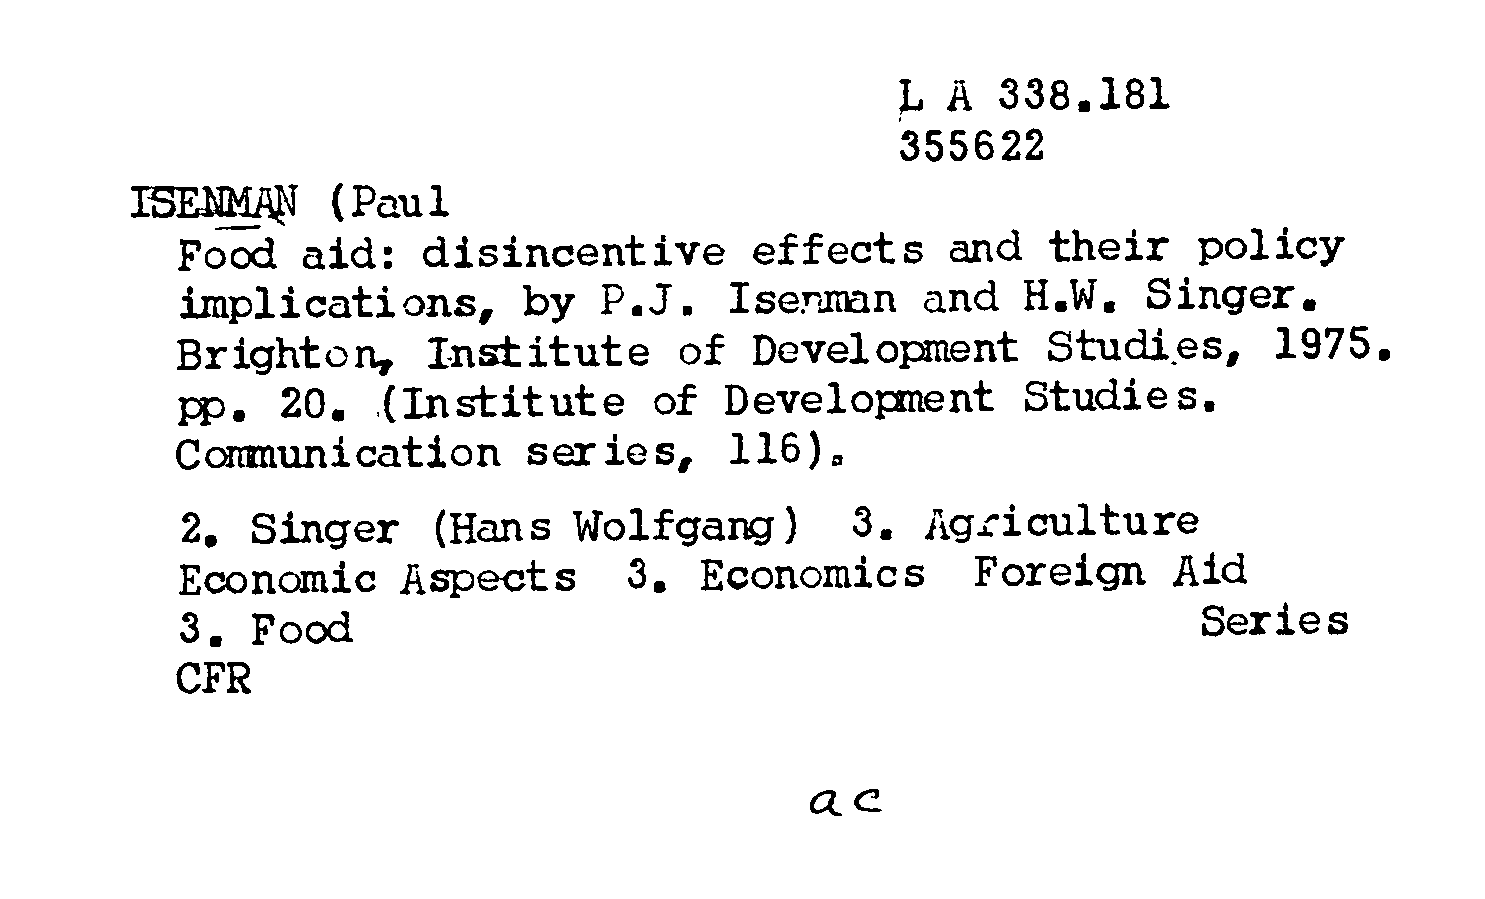 L A 338.181
355622
ISENMAN (Paul
Food aid: disincentive effects and their policy
implications, by P.J. Isenman and H.W. Singer.
Brighton, Institute of Development Studies, 1975.
pp. 20. (Institute of Development Studies.
Communication series, 116).
2. Singer (Hans Wolfgang) 3. Agriculture
Economic Aspects 3. Economics Foreign Aid
3. Food Series
CFR
ac